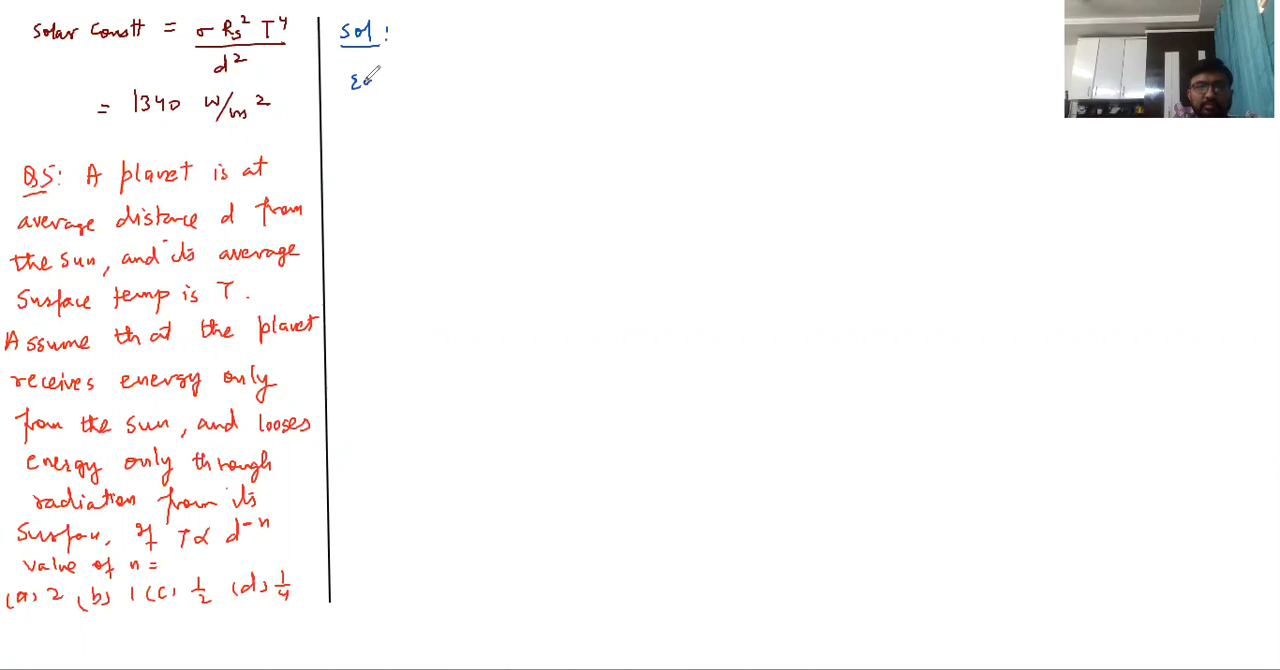 Solar Constt = σ Rs² T⁴ / d²
= 1340 W/m²
Q5: A planet is at
average distance d from
the Sun, and its average
Surface temp is T.
Assume that the planet
receives energy only
from the Sun, and looses
energy only through
radiation from its
Surface. If T ∝ d⁻ⁿ
value of n =
(a) 2 (b) 1 (c) 1/2 (d) 1/4
Sol: